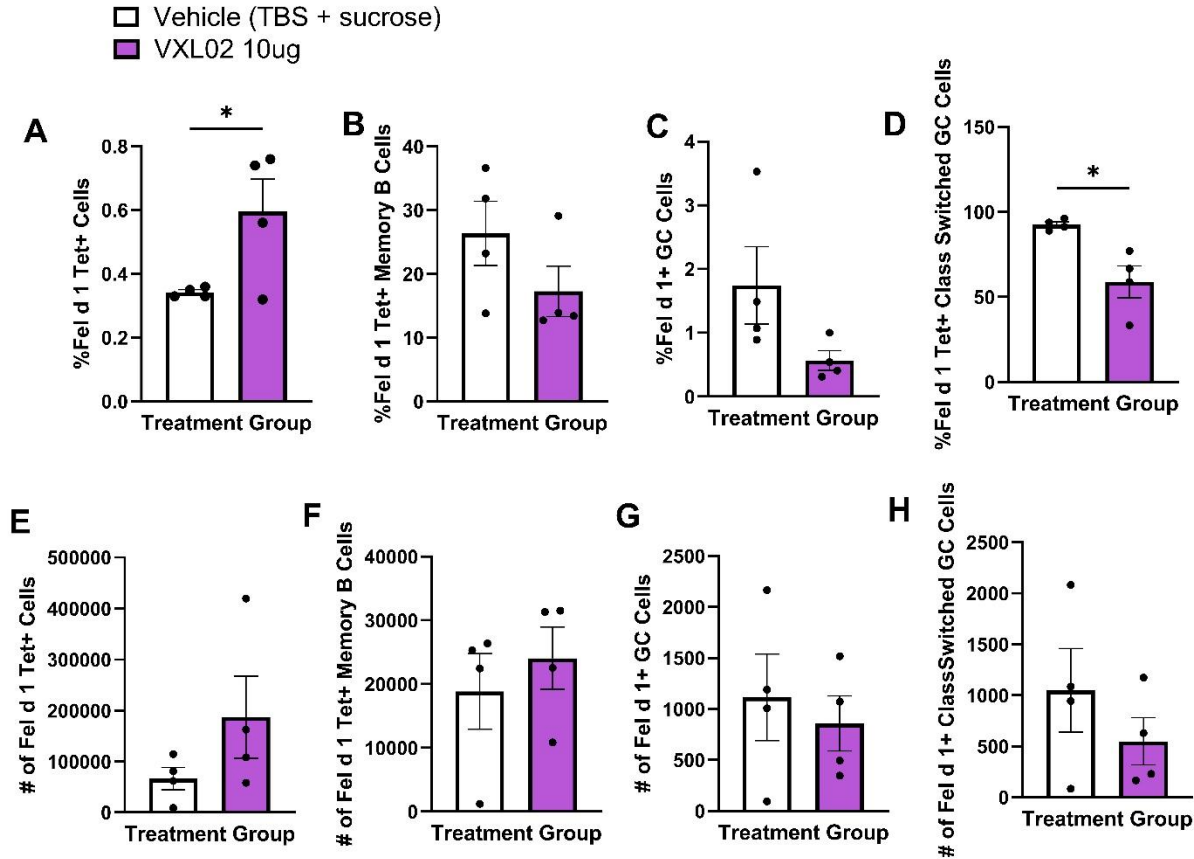 Vehicle (TBS + sucrose)
VXL02 10ug
A
*
%Fel d 1 Tet+ Cells
0.8
0.6
0.4
0.2
0.0
Treatment Group
B
%Fel d 1 Tet+ Memory B Cells
40
30
20
10
0
Treatment Group
C
%Fel d 1+ GC Cells
4
3
2
1
0
Treatment Group
D
*
%Fel d 1 Tet+ Class Switched GC Cells
150
100
50
0
Treatment Group
E
# of Fel d 1 Tet+ Cells
500000
400000
300000
200000
100000
0
Treatment Group
F
# of Fel d 1 Tet+ Memory B Cells
40000
30000
20000
10000
0
Treatment Group
G
# of Fel d 1+ GC Cells
2500
2000
1500
1000
500
0
Treatment Group
H
# of Fel d 1+ ClassSwitched GC Cells
2500
2000
1500
1000
500
0
Treatment Group